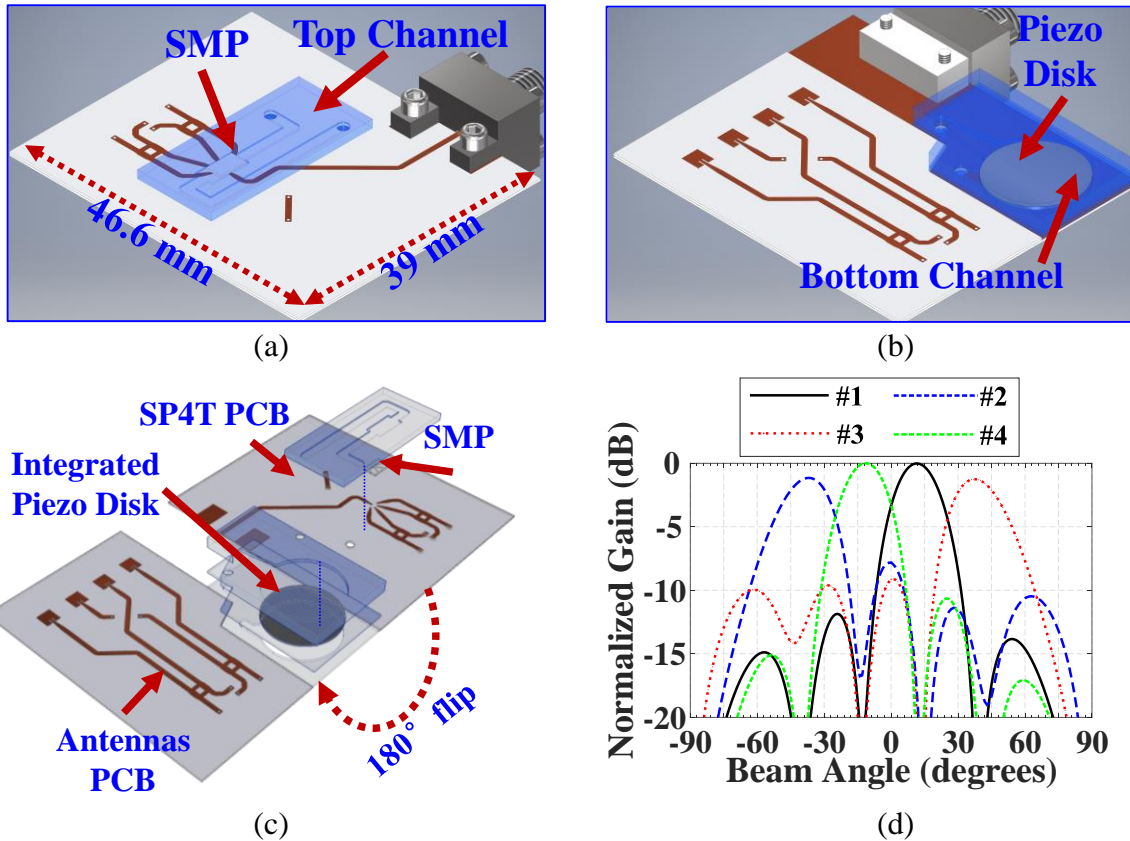 SMP
Top Channel
46.6 mm
39 mm
(a)
Piezo
Disk
Bottom Channel
(b)
SP4T PCB
SMP
Integrated
Piezo Disk
Antennas
PCB
180° flip
(c)
#1
#2
#3
#4
Normalized Gain (dB)
0
-5
-10
-15
-20
-90 -60 -30 0 30 60 90
Beam Angle (degrees)
(d)